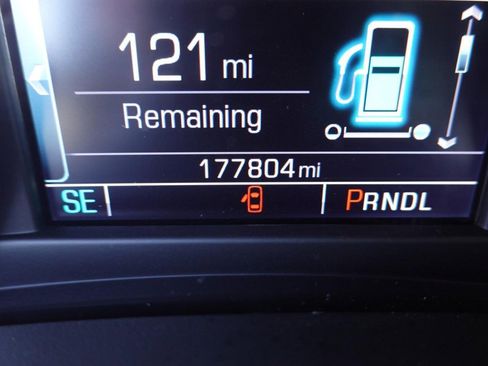 121 mi
Remaining
177804 mi
SE PRNDL